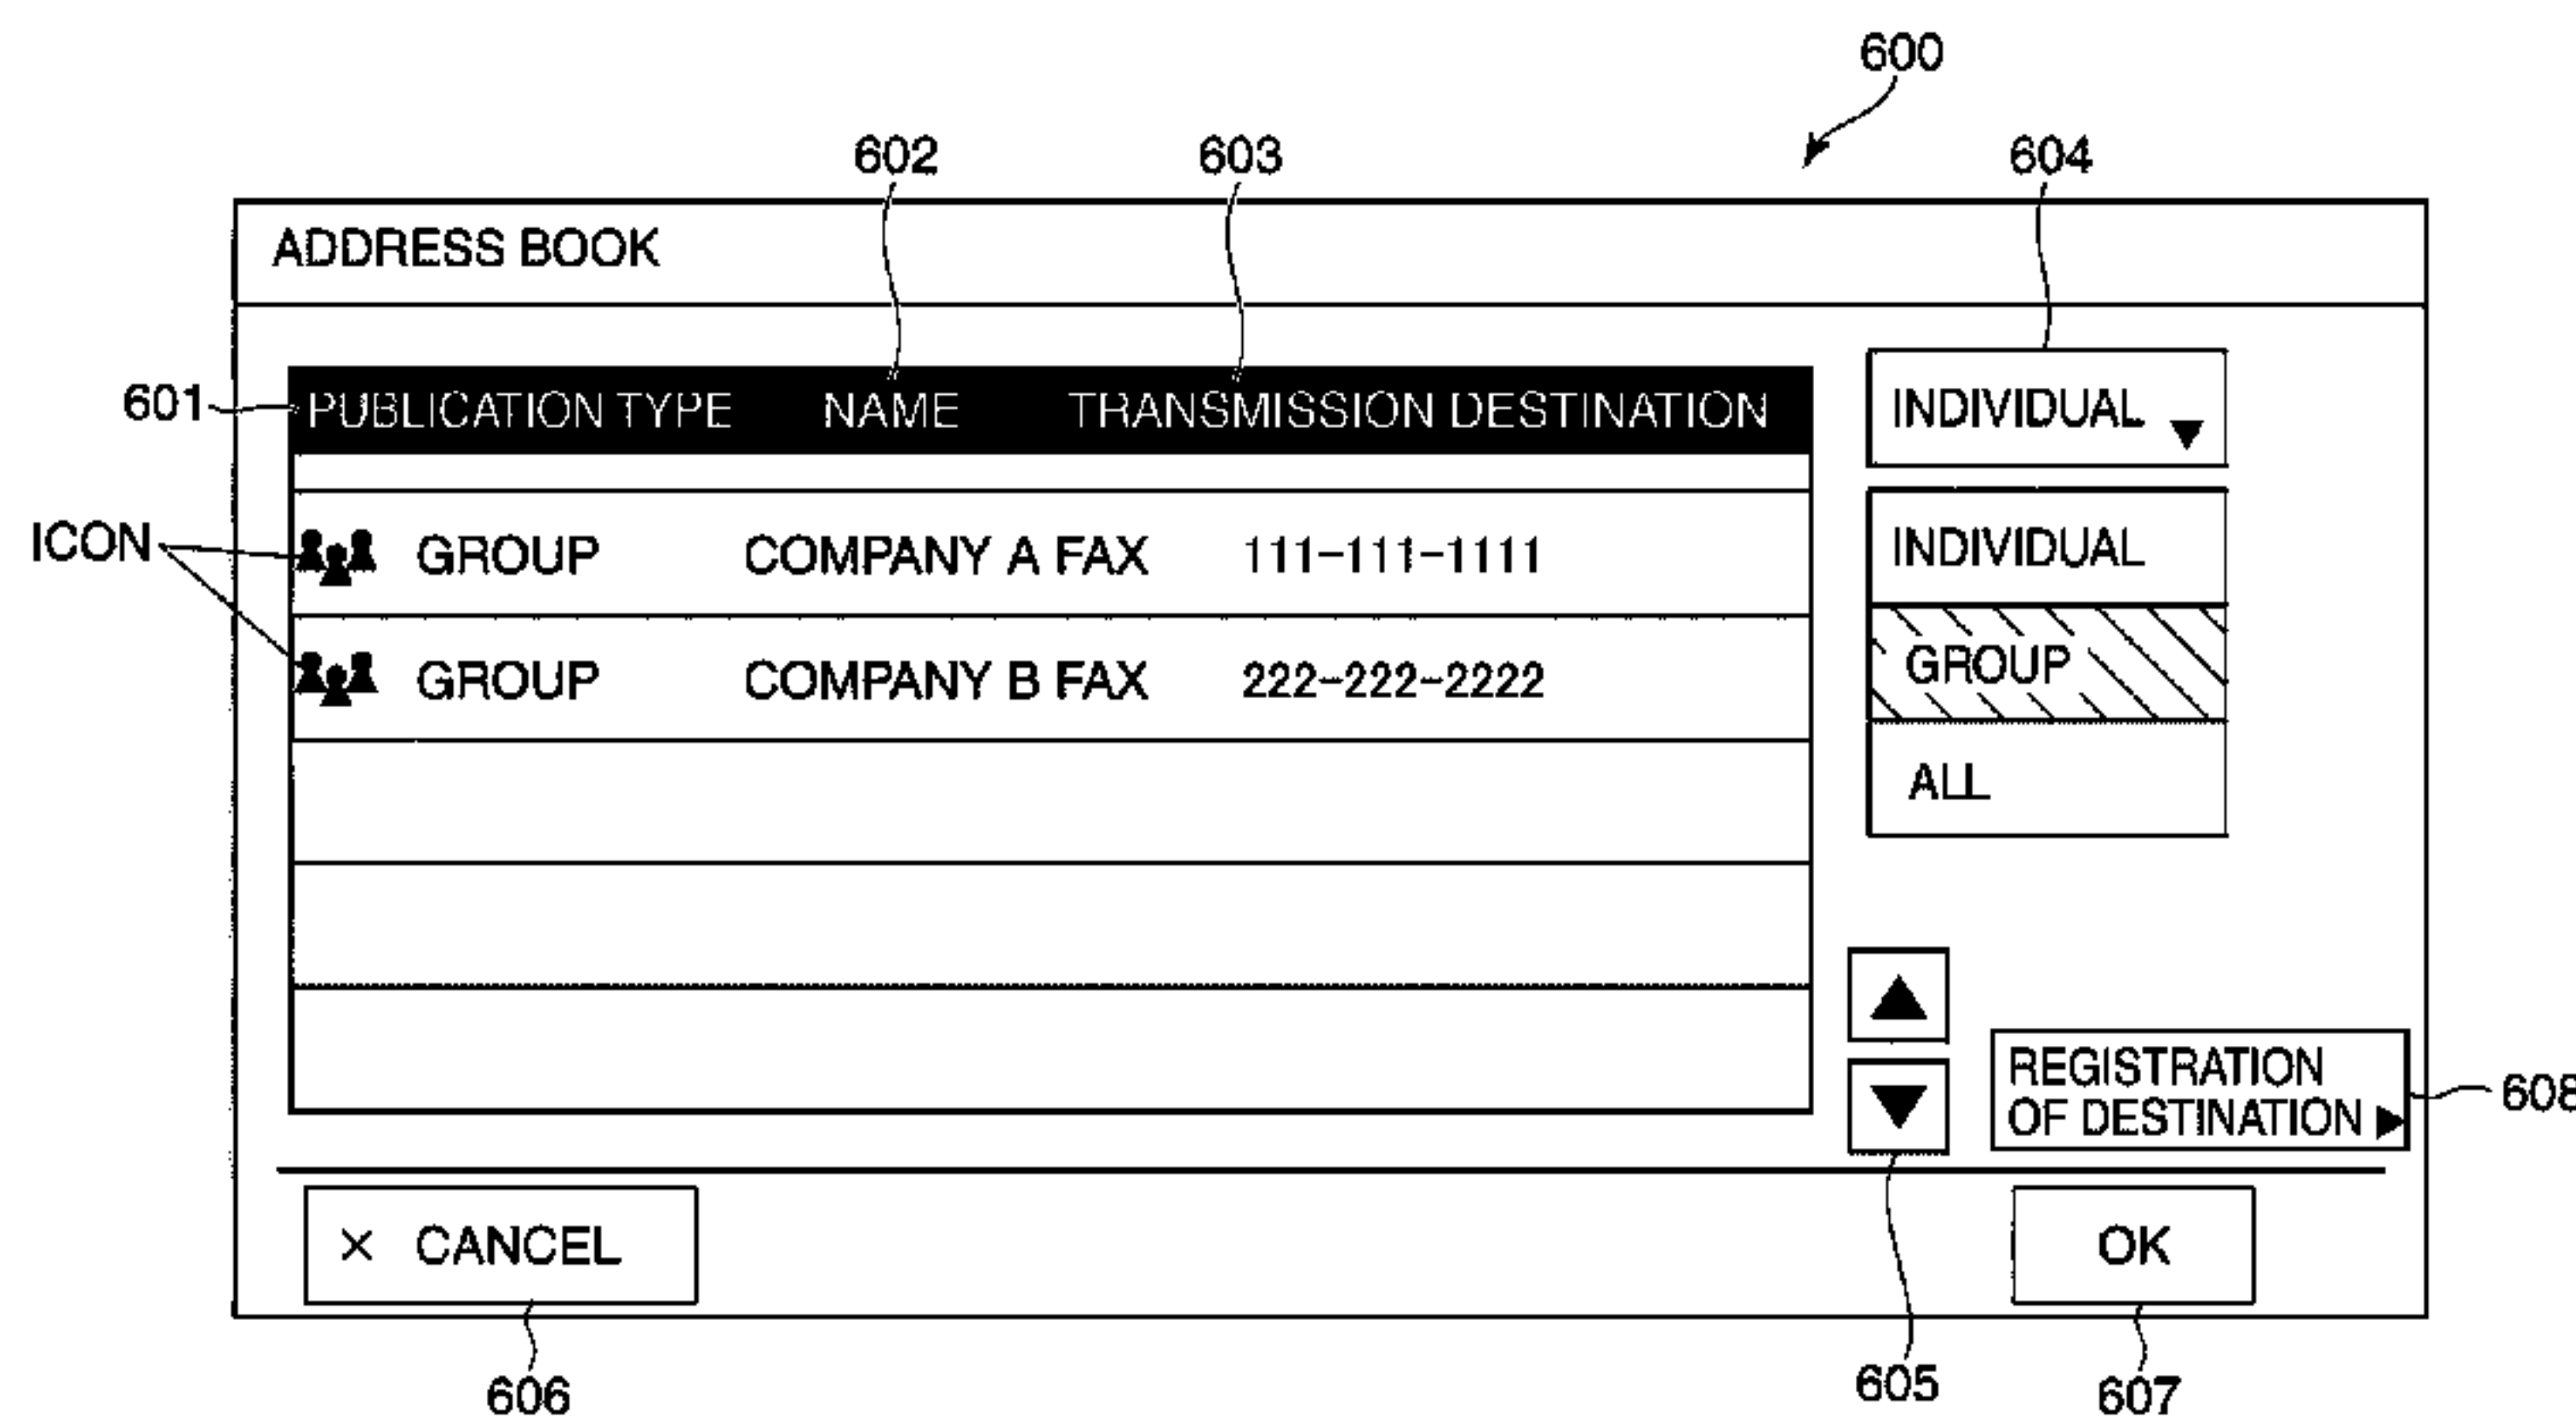 600
602 603 604
ADDRESS BOOK
601 PUBLICATION TYPE NAME TRANSMISSION DESTINATION
INDIVIDUAL ▼
ICON
GROUP COMPANY A FAX 111-111-1111
INDIVIDUAL
GROUP COMPANY B FAX 222-222-2222
GROUP
ALL
▲
▼
REGISTRATION
OF DESTINATION ▶
608
× CANCEL
OK
606 605 607